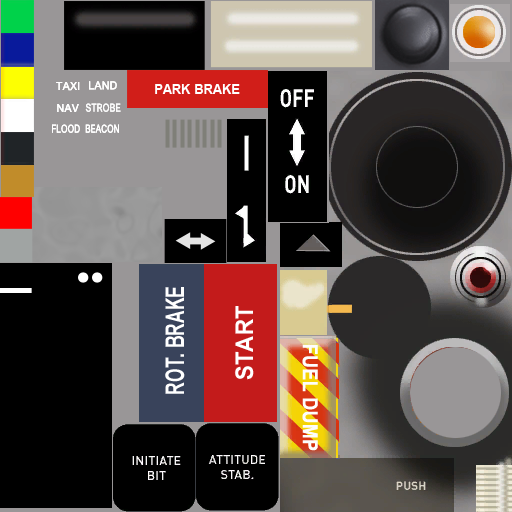 TAXI LAND
NAV STROBE
FLOOD BEACON
PARK BRAKE
OFF
ON
ROT. BRAKE
START
FUEL DUMP
INITIATE
BIT
ATTITUDE
STAB.
PUSH